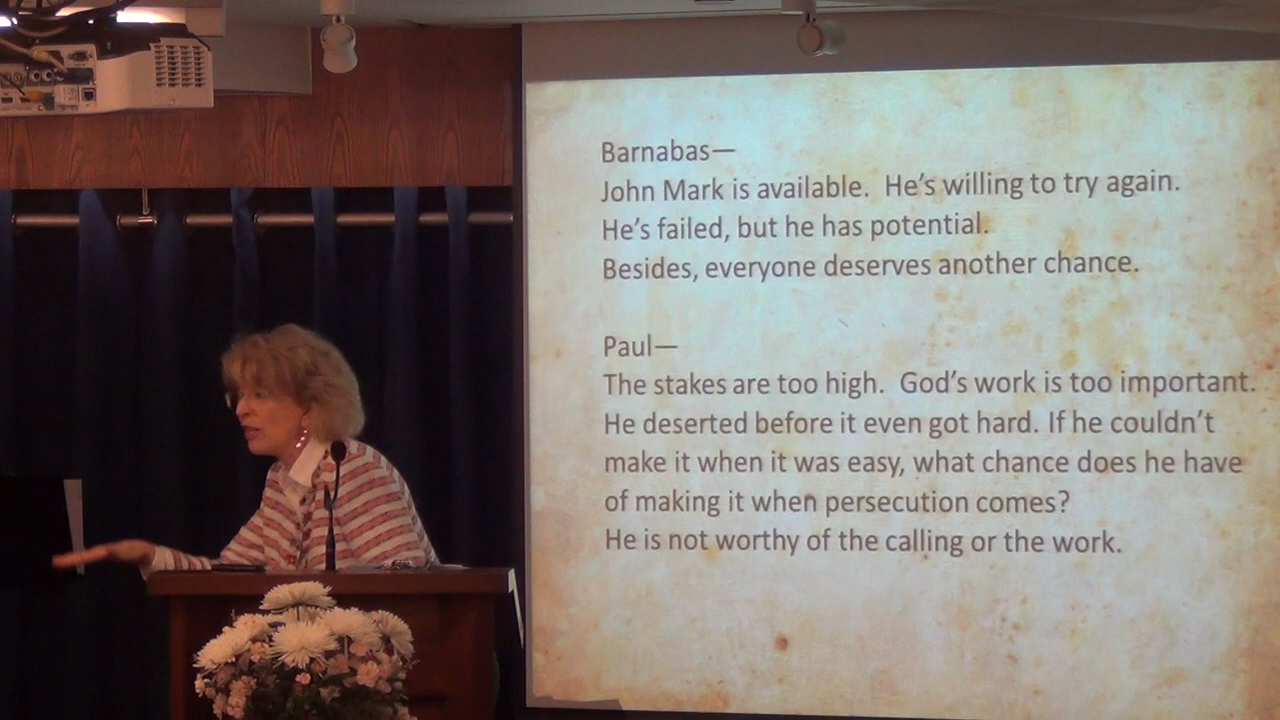 Barnabas—
John Mark is available.  He’s willing to try again.
He’s failed, but he has potential.
Besides, everyone deserves another chance.
Paul—
The stakes are too high.  God’s work is too important.
He deserted before it even got hard. If he couldn’t
make it when it was easy, what chance does he have
of making it when persecution comes?
He is not worthy of the calling or the work.